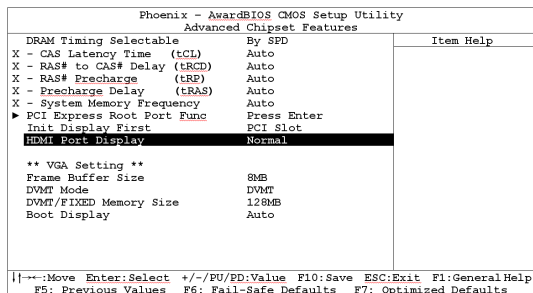 Phoenix - AwardBIOS CMOS Setup Utility
Advanced Chipset Features
DRAM Timing Selectable By SPD Item Help
X - CAS Latency Time (tCL) Auto
X - RAS# to CAS# Delay (tRCD) Auto
X - RAS# Precharge (tRP) Auto
X - Precharge Delay (tRAS) Auto
X - System Memory Frequency Auto
► PCI Express Root Port Func Press Enter
Init Display First PCI Slot
HDMI Port Display Normal
** VGA Setting **
Frame Buffer Size 8MB
DVMT Mode DVMT
DVMT/FIXED Memory Size 128MB
Boot Display Auto
↓↑→←:Move Enter:Select +/-/PU/PD:Value F10:Save ESC:Exit F1:General Help
F5: Previous Values F6: Fail-Safe Defaults F7: Optimized Defaults